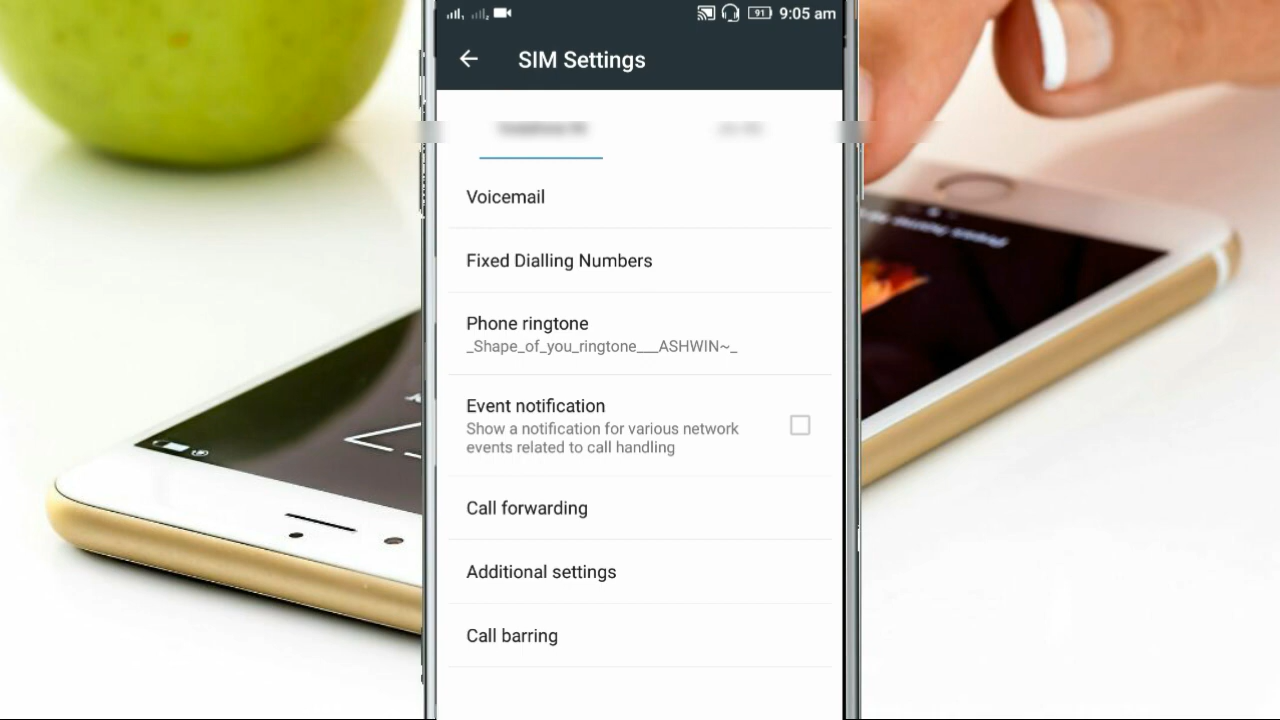 91 9:05 am
SIM Settings
Voicemail
Fixed Dialling Numbers
Phone ringtone
_Shape_of_you_ringtone___ASHWIN~_
Event notification
Show a notification for various network
events related to call handling
Call forwarding
Additional settings
Call barring